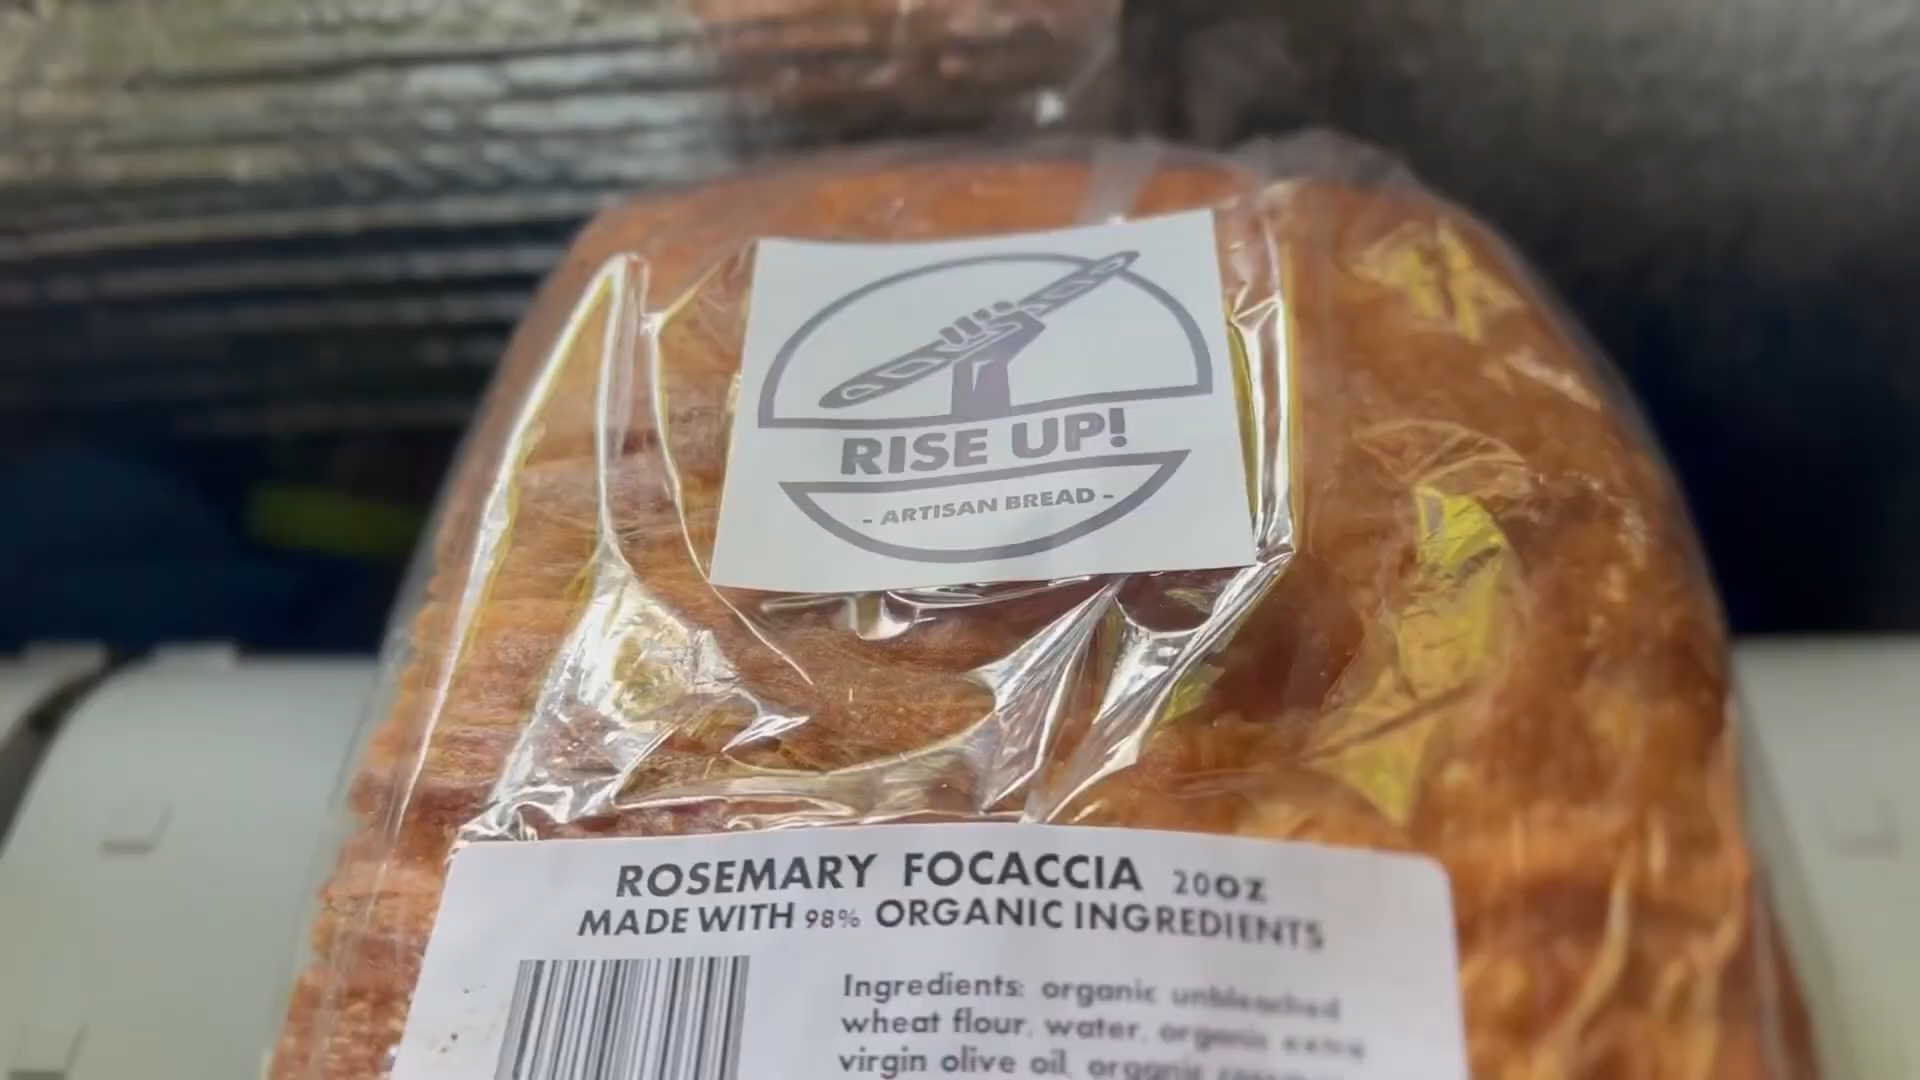 RISE UP!
- ARTISAN BREAD -
ROSEMARY FOCACCIA 20OZ
MADE WITH 98% ORGANIC INGREDIENTS
Ingredients: organic unbleached
wheat flour, water, organic extra
virgin olive oil, organic